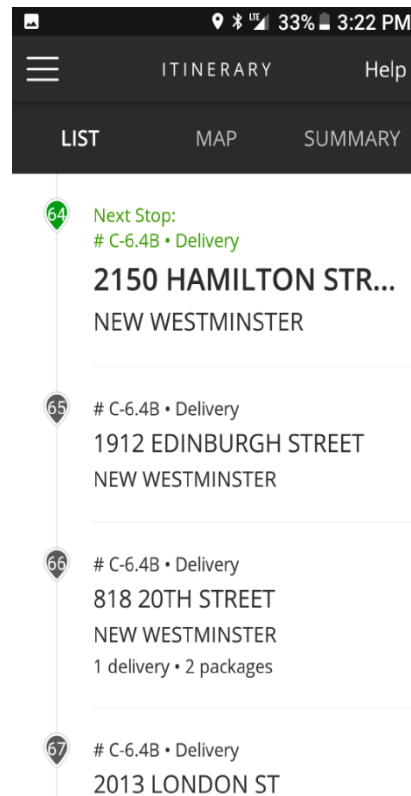 LTE 33% 3:22 PM
ITINERARY Help
LIST MAP SUMMARY
64 Next Stop:
# C-6.4B • Delivery
2150 HAMILTON STR...
NEW WESTMINSTER
65 # C-6.4B • Delivery
1912 EDINBURGH STREET
NEW WESTMINSTER
66 # C-6.4B • Delivery
818 20TH STREET
NEW WESTMINSTER
1 delivery • 2 packages
67 # C-6.4B • Delivery
2013 LONDON ST